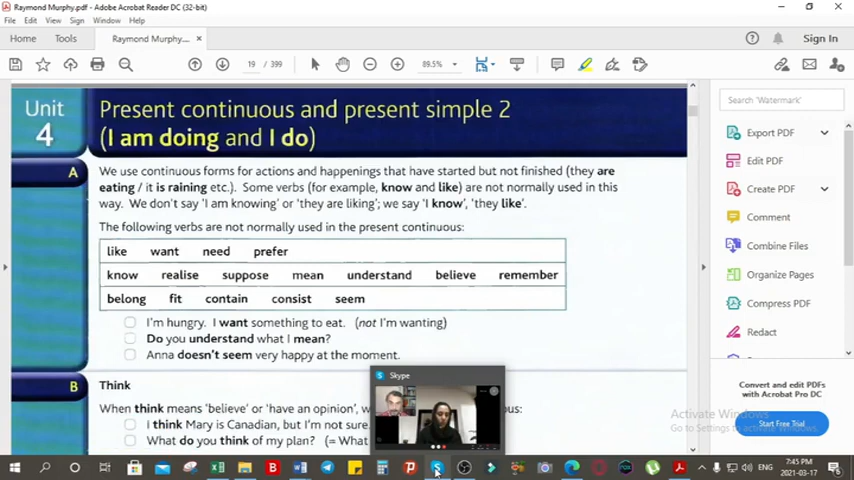 Raymond Murphy.pdf - Adobe Acrobat Reader DC (32-bit)
File Edit View Sign Window Help
Home Tools Raymond Murphy.... × Sign In
19 / 399 89.5%
Unit
4
Present continuous and present simple 2
(I am doing and I do)
A
We use continuous forms for actions and happenings that have started but not finished (they are
eating / it is raining etc.). Some verbs (for example, know and like) are not normally used in this
way. We don't say 'I am knowing' or 'they are liking'; we say 'I know', 'they like'.
The following verbs are not normally used in the present continuous:
like want need prefer
know realise suppose mean understand believe remember
belong fit contain consist seem
I'm hungry. I want something to eat. (not I'm wanting)
Do you understand what I mean?
Anna doesn't seem very happy at the moment.
B
Think
When think means 'believe' or 'have an opinion', w
ous:
I think Mary is Canadian, but I'm not sure.
What do you think of my plan? (= What
Skype
Search 'Watermark'
Export PDF
Edit PDF
Create PDF
Comment
Combine Files
Organize Pages
Compress PDF
Redact
Convert and edit PDFs
with Acrobat Pro DC
Start Free Trial
Activate Windows
Go to Settings to activate Windows.
ENG
7:45 PM
2021-03-17